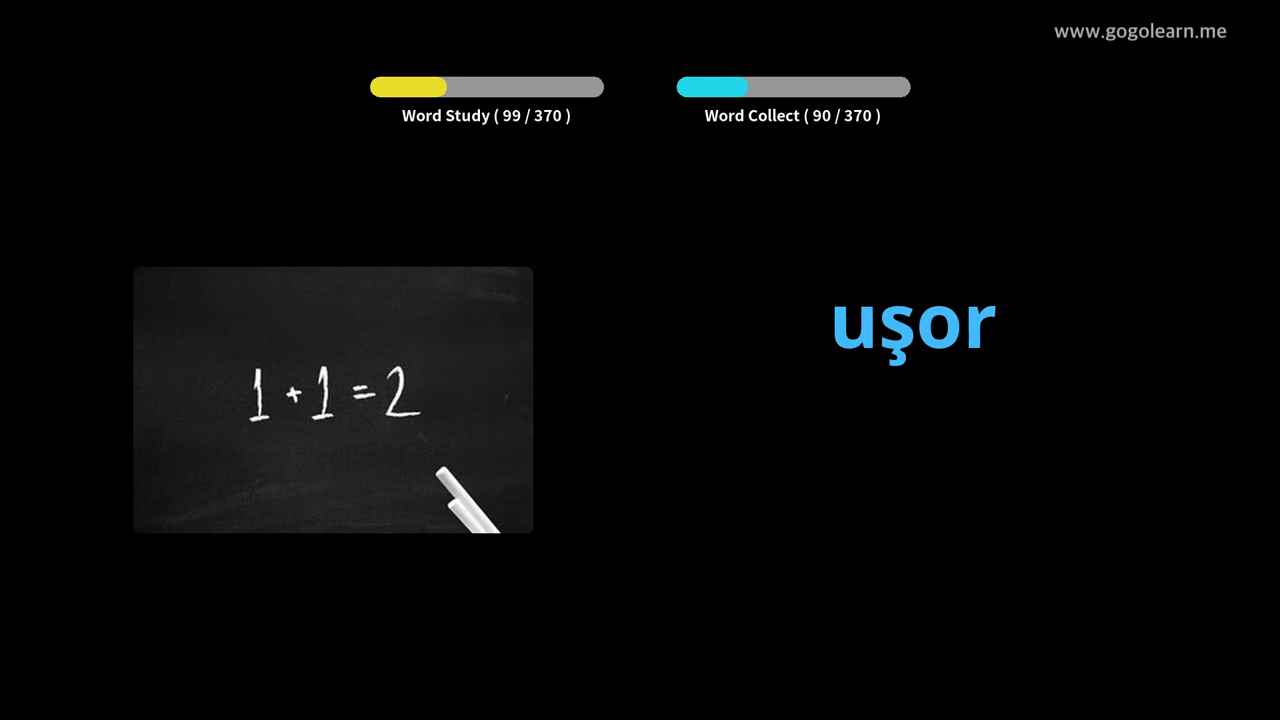 www.gogolearn.me
Word Study ( 99 / 370 )
Word Collect ( 90 / 370 )
uşor
1 + 1 = 2